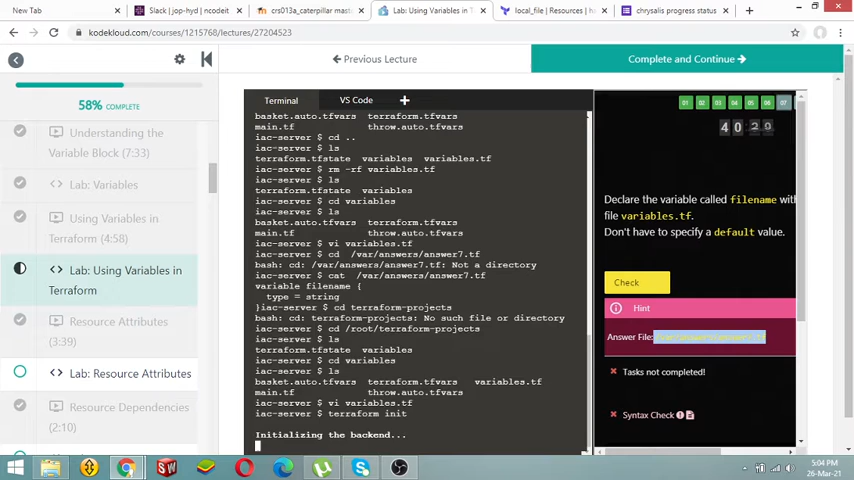 New Tab
Slack | jop-hyd | ncodeit
crs013a_caterpillar mast
Lab: Using Variables in T
local_file | Resources | h
chrysalis progress status
kodekloud.com/courses/1215768/lectures/27204523
Previous Lecture
Complete and Continue
58% COMPLETE
Understanding the
Variable Block (7:33)
Lab: Variables
Using Variables in
Terraform (4:58)
Lab: Using Variables in
Terraform
Resource Attributes
(3:39)
Lab: Resource Attributes
Resource Dependencies
(2:10)
Terminal
VS Code
basket.auto.tfvars terraform.tfvars
main.tf throw.auto.tfvars
iac-server $ cd ..
iac-server $ ls
terraform.tfstate variables variables.tf
iac-server $ rm -rf variables.tf
iac-server $ ls
terraform.tfstate variables
iac-server $ cd variables
iac-server $ ls
basket.auto.tfvars terraform.tfvars
main.tf throw.auto.tfvars
iac-server $ vi variables.tf
iac-server $ cd /var/answers/answer7.tf
bash: cd: /var/answers/answer7.tf: Not a directory
iac-server $ cat /var/answers/answer7.tf
variable filename {
type = string
}iac-server $ cd terraform-projects
bash: cd: terraform-projects: No such file or directory
iac-server $ cd /root/terraform-projects
iac-server $ ls
terraform.tfstate variables
iac-server $ cd variables
iac-server $ ls
basket.auto.tfvars terraform.tfvars variables.tf
main.tf throw.auto.tfvars
iac-server $ vi variables.tf
iac-server $ terraform init
Initializing the backend...
01 02 03 04 05 06 07
40 29
Declare the variable called filename with
file variables.tf.
Don't have to specify a default value.
Check
Hint
Answer File:
Tasks not completed!
Syntax Check
5:04 PM
26-Mar-21